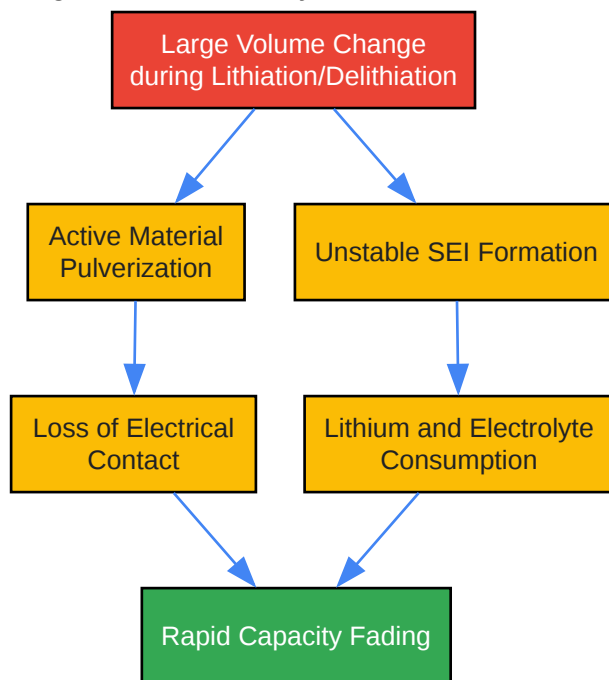 Large Volume Change
during Lithiation/Delithiation
Active Material
Pulverization
Unstable SEI Formation
Loss of Electrical
Contact
Lithium and Electrolyte
Consumption
Rapid Capacity Fading